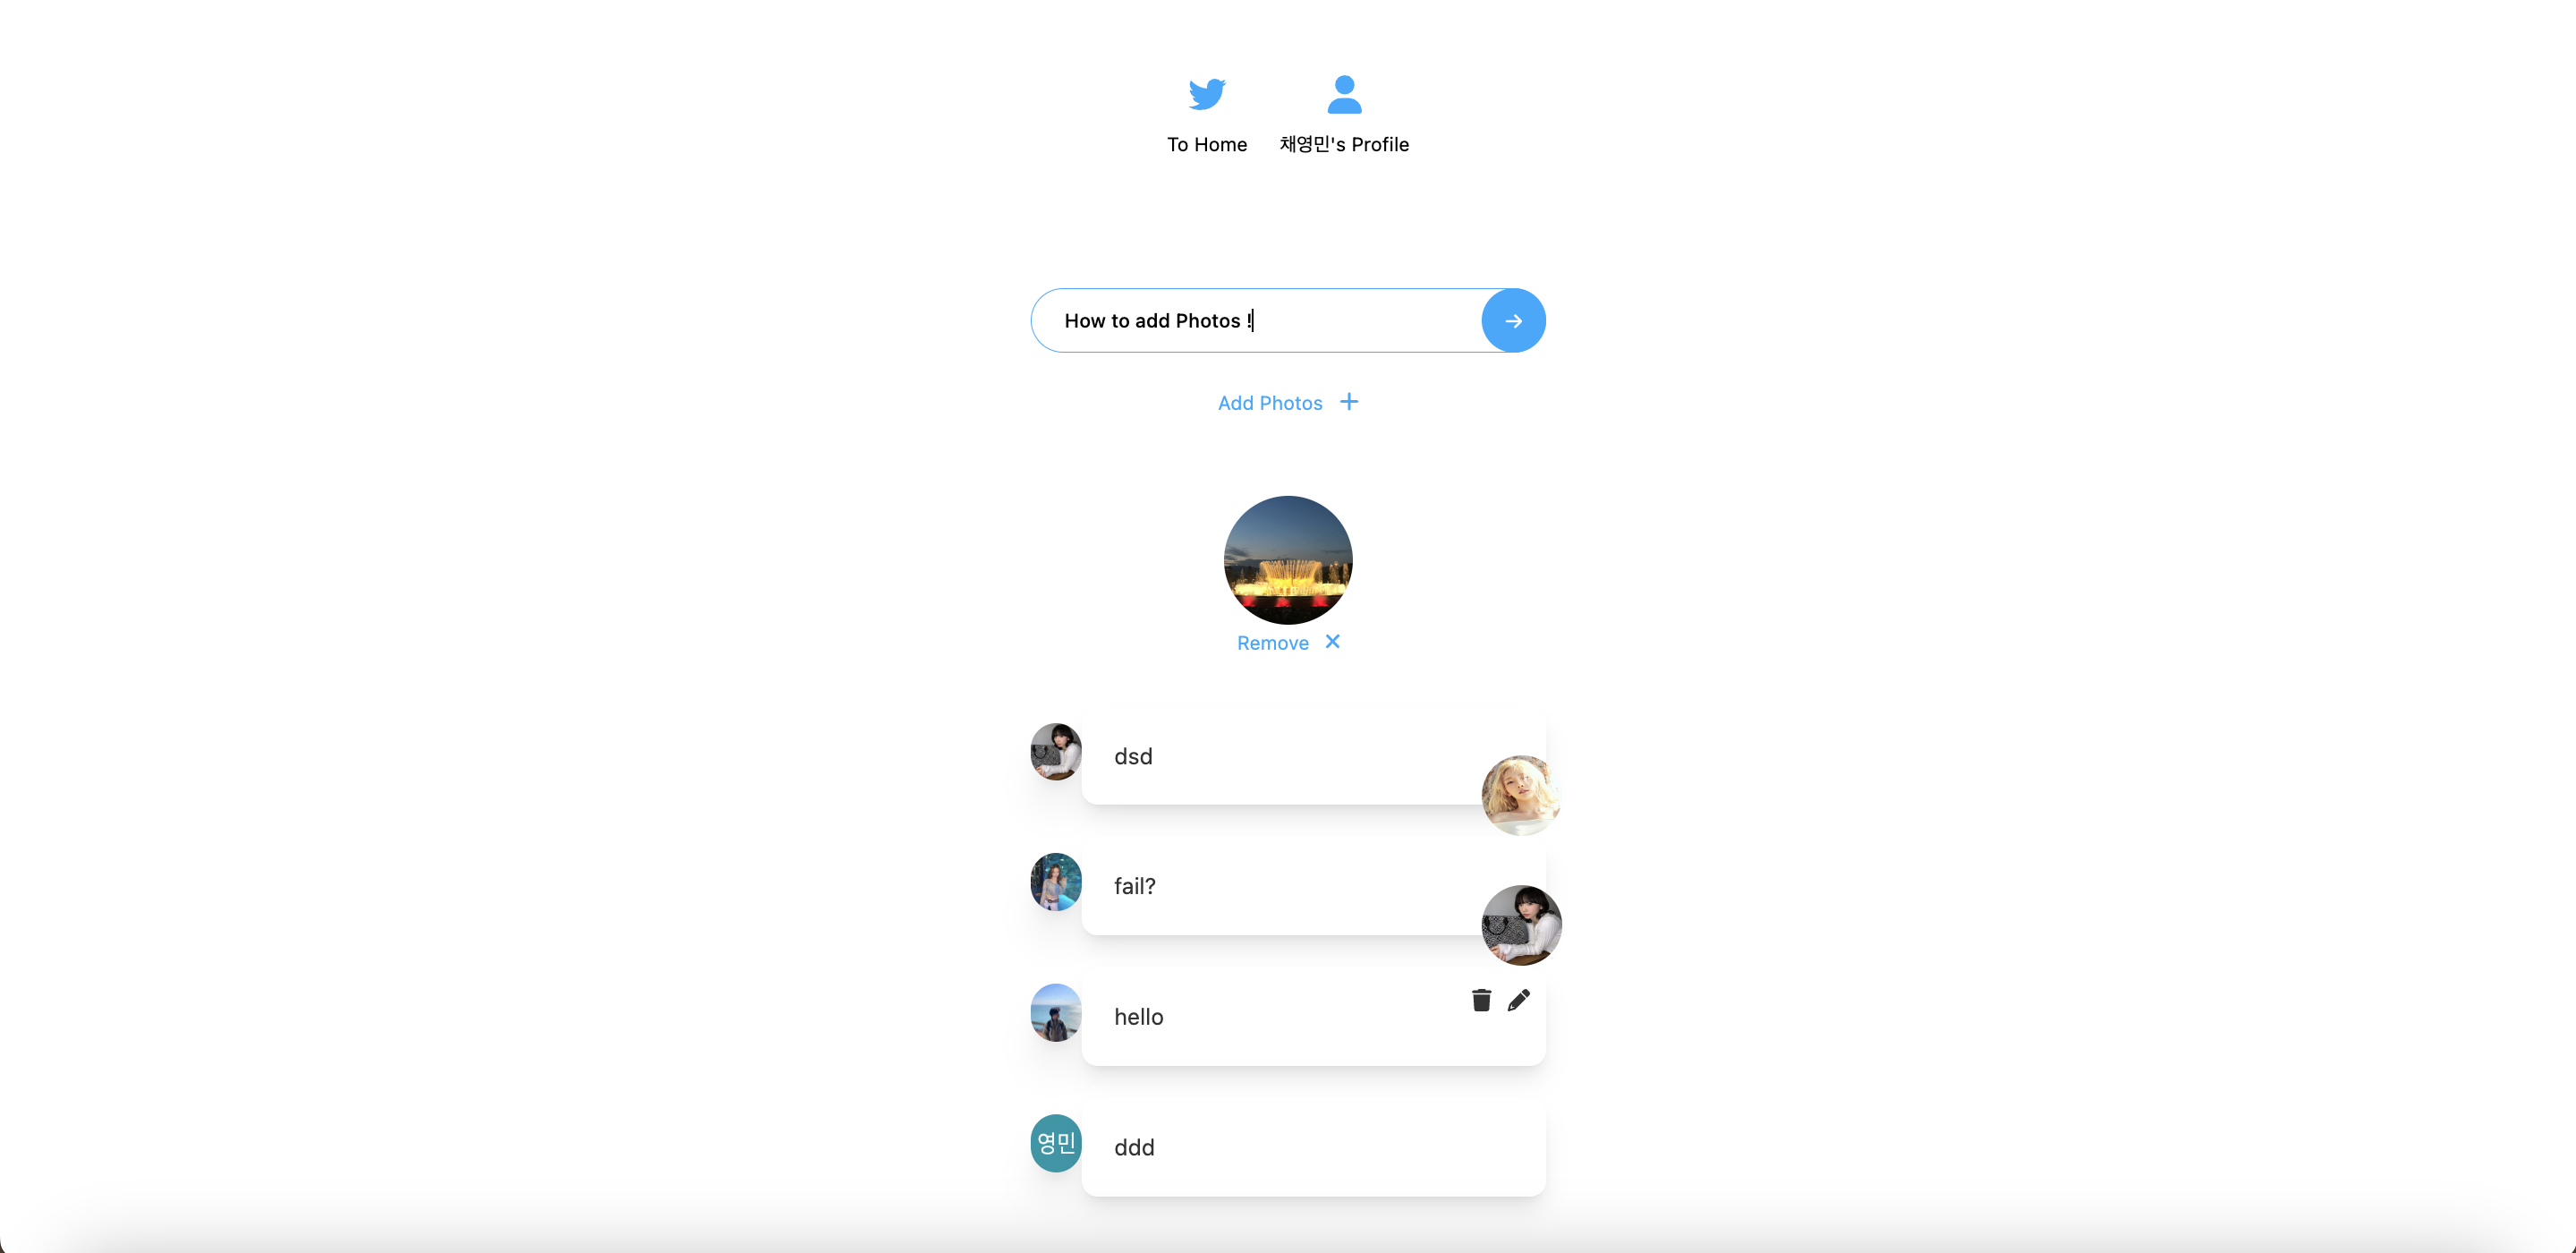 To Home
채영민's Profile
How to add Photos !
Add Photos
Remove
dsd
fail?
hello
영민
ddd